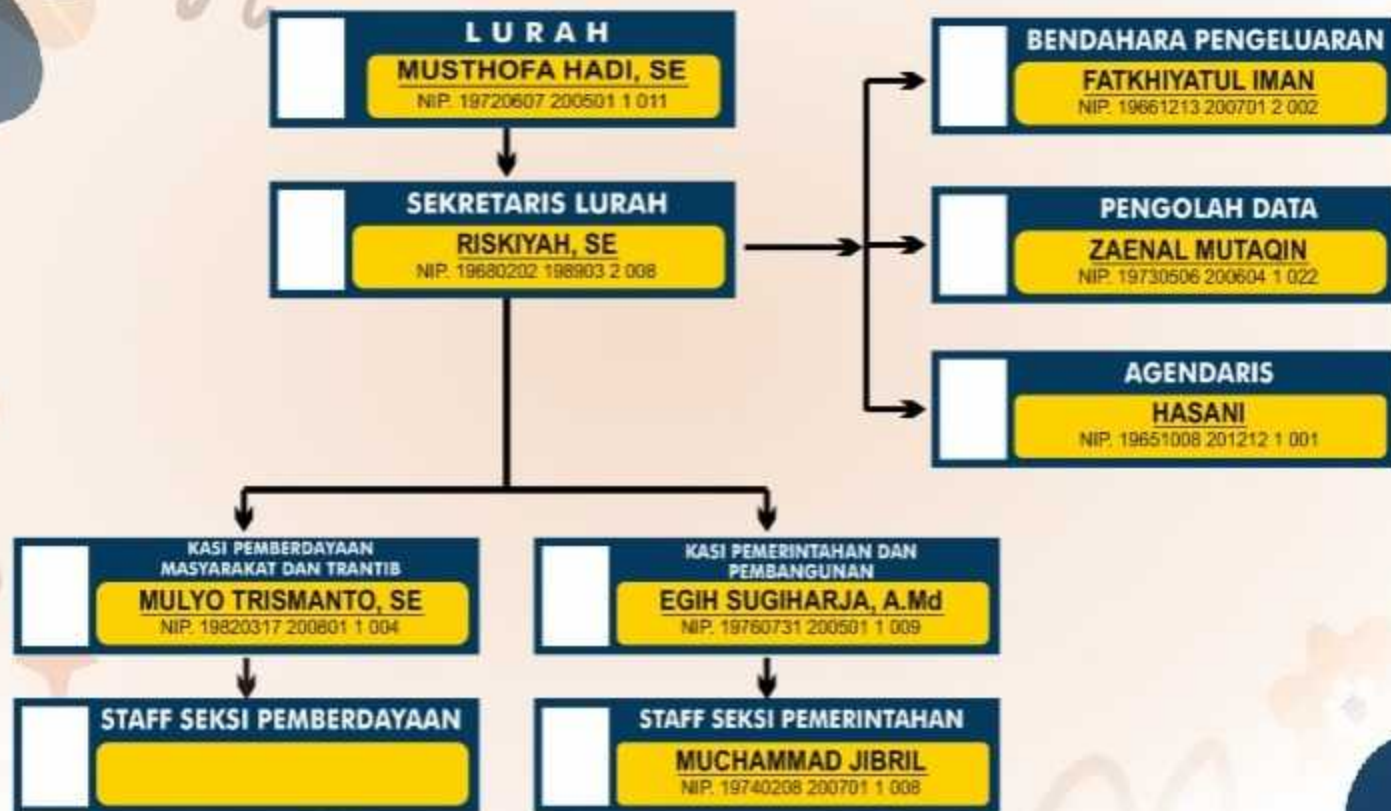 LURAH
MUSTHOFA HADI, SE
NIP. 19720607 200501 1 011
SEKRETARIS LURAH
RISKIYAH, SE
NIP. 19680202 198903 2 008
BENDAHARA PENGELUARAN
FATKHIYATUL IMAN
NIP. 19661213 200701 2 002
PENGOLAH DATA
ZAENAL MUTAQIN
NIP. 19730506 200604 1 022
AGENDARIS
HASANI
NIP. 19651008 201212 1 001
KASI PEMBERDAYAAN
MASYARAKAT DAN TRANTIB
MULYO TRISMANTO, SE
NIP. 19820317 200801 1 004
KASI PEMERINTAHAN DAN
PEMBANGUNAN
EGIH SUGIHARJA, A.Md
NIP. 19760731 200501 1 009
STAFF SEKSI PEMBERDAYAAN
STAFF SEKSI PEMERINTAHAN
MUCHAMMAD JIBRIL
NIP. 19740208 200701 1 008